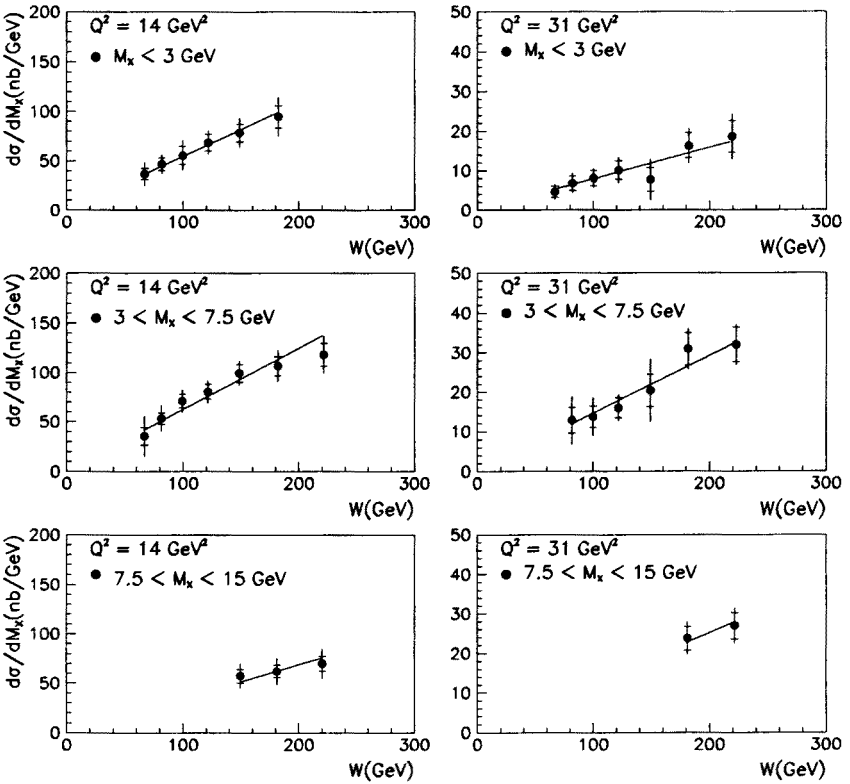 dσ/dMₓ(nb/GeV)
200
150
100
50
0
Q² = 14 GeV²
● Mₓ < 3 GeV
0 100 200 300
W(GeV)
50
40
30
20
10
0
Q² = 31 GeV²
● Mₓ < 3 GeV
0 100 200 300
W(GeV)
dσ/dMₓ(nb/GeV)
200
150
100
50
0
Q² = 14 GeV²
● 3 < Mₓ < 7.5 GeV
0 100 200 300
W(GeV)
50
40
30
20
10
0
Q² = 31 GeV²
● 3 < Mₓ < 7.5 GeV
0 100 200 300
W(GeV)
dσ/dMₓ(nb/GeV)
200
150
100
50
0
Q² = 14 GeV²
● 7.5 < Mₓ < 15 GeV
0 100 200 300
W(GeV)
50
40
30
20
10
0
Q² = 31 GeV²
● 7.5 < Mₓ < 15 GeV
0 100 200 300
W(GeV)